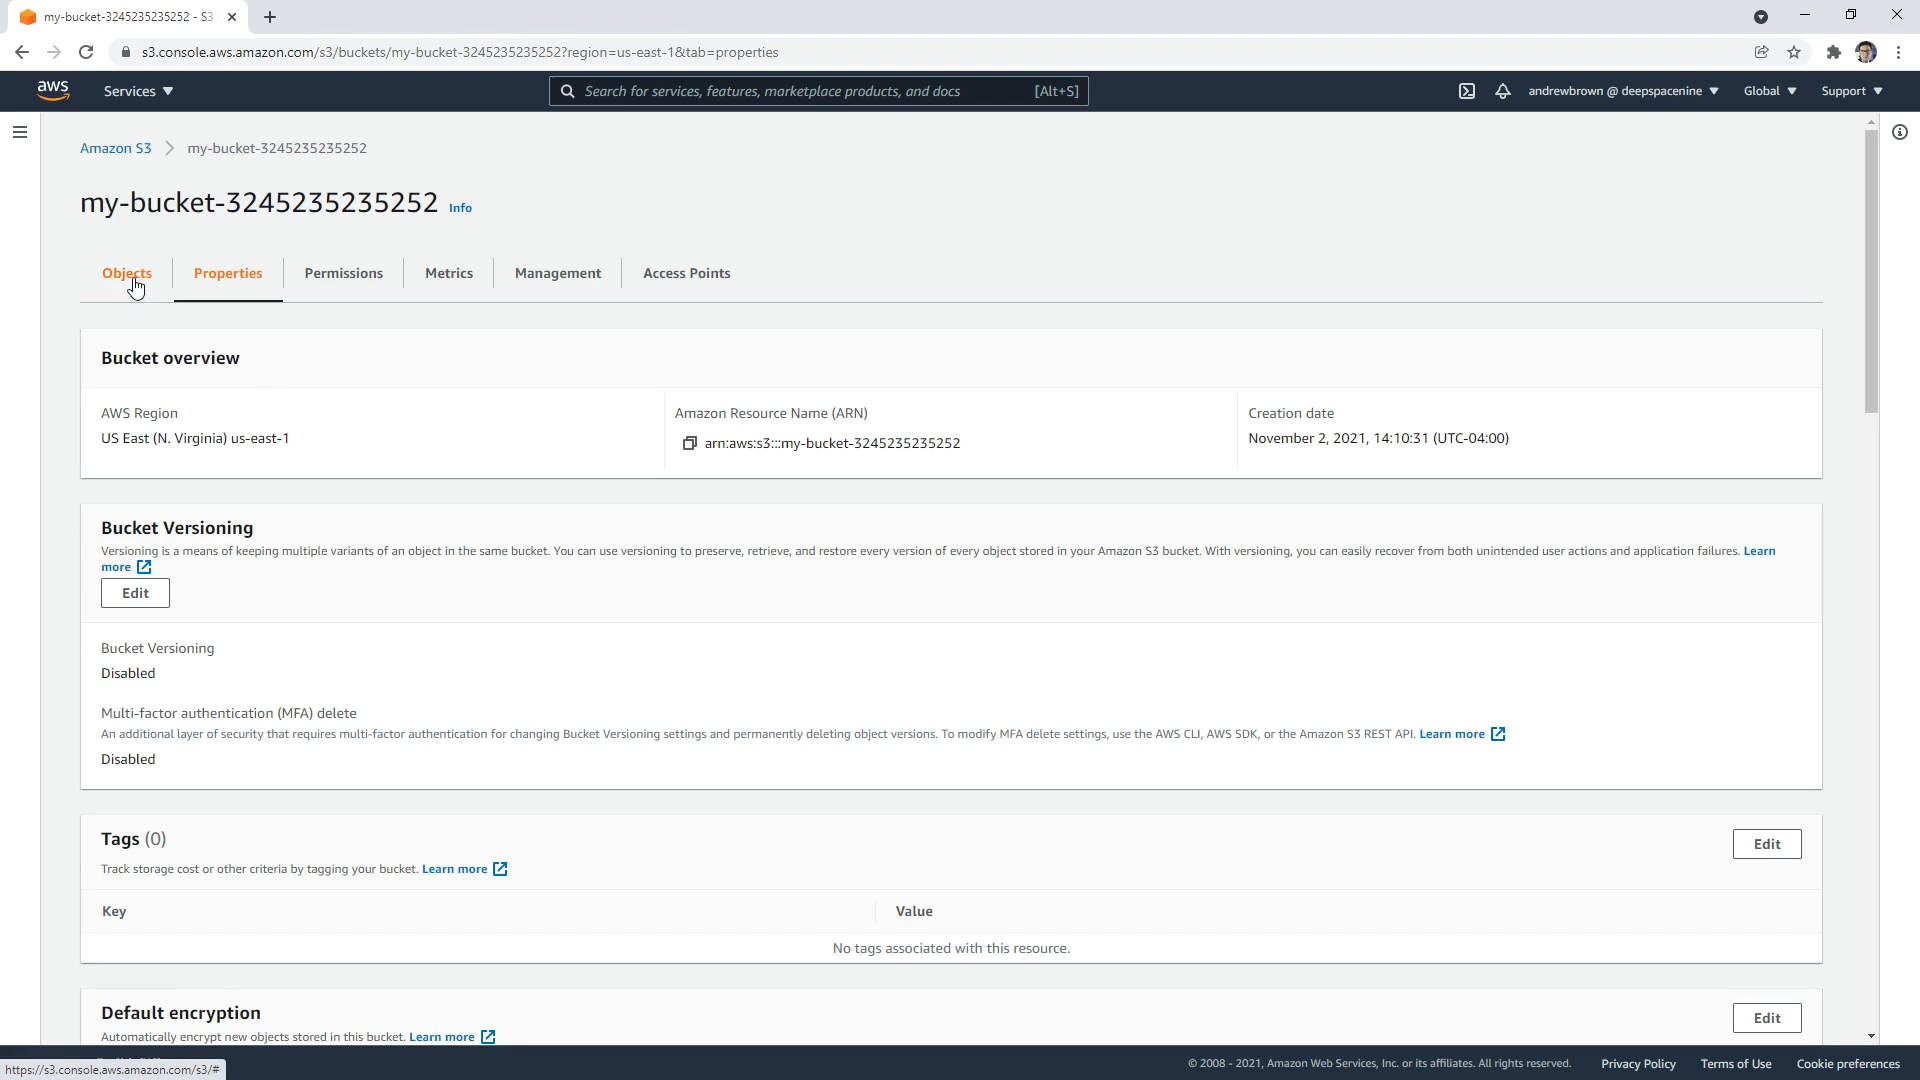 my-bucket-3245235235252 - S3
s3.console.aws.amazon.com/s3/buckets/my-bucket-3245235235252?region=us-east-1&tab=properties
aws
Services
Search for services, features, marketplace products, and docs [Alt+S]
andrewbrown @ deepspacenine
Global
Support
Amazon S3 my-bucket-3245235235252
my-bucket-3245235235252 Info
Objects Properties Permissions Metrics Management Access Points
Bucket overview
AWS Region
US East (N. Virginia) us-east-1
Amazon Resource Name (ARN)
arn:aws:s3:::my-bucket-3245235235252
Creation date
November 2, 2021, 14:10:31 (UTC-04:00)
Bucket Versioning
Versioning is a means of keeping multiple variants of an object in the same bucket. You can use versioning to preserve, retrieve, and restore every version of every object stored in your Amazon S3 bucket. With versioning, you can easily recover from both unintended user actions and application failures. Learn
more
Edit
Bucket Versioning
Disabled
Multi-factor authentication (MFA) delete
An additional layer of security that requires multi-factor authentication for changing Bucket Versioning settings and permanently deleting object versions. To modify MFA delete settings, use the AWS CLI, AWS SDK, or the Amazon S3 REST API. Learn more
Disabled
Tags (0)
Edit
Track storage cost or other criteria by tagging your bucket. Learn more
Key Value
No tags associated with this resource.
Default encryption
Edit
Automatically encrypt new objects stored in this bucket. Learn more
https://s3.console.aws.amazon.com/s3/#
© 2008 - 2021, Amazon Web Services, Inc. or its affiliates. All rights reserved. Privacy Policy Terms of Use Cookie preferences